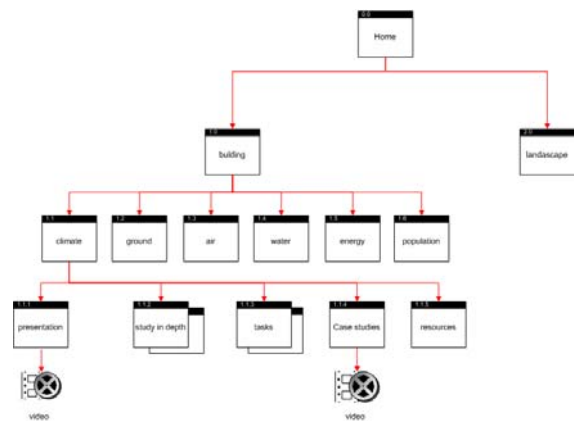 0.0
Home
1.0
building
2.0
landascape
1.1
climate
1.2
ground
1.3
air
1.4
water
1.5
energy
1.6
population
1.1.1
presentation
1.1.2
study in depth
1.1.3
tasks
1.1.4
Case studies
1.1.5
resources
video
video